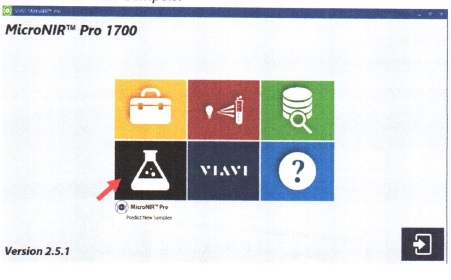 MicroNIR™ Pro 1700
VIAVI
?
MicroNIR™ Pro
Predict New Samples
Version 2.5.1